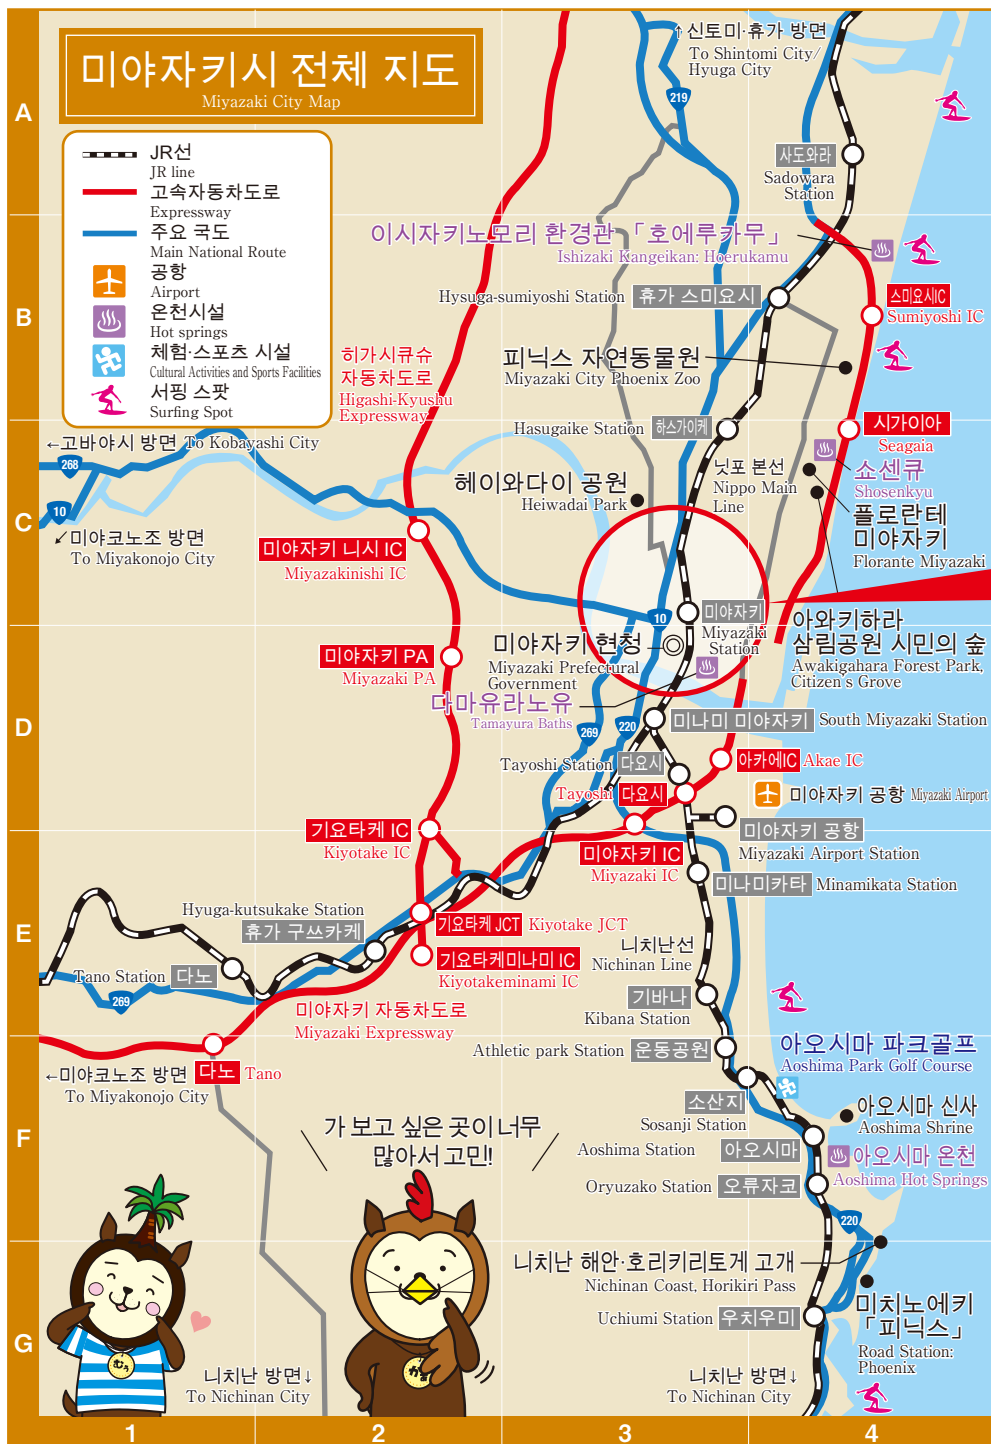 미야자키시 전체 지도
Miyazaki City Map
JR선
JR line
고속자동차도로
Expressway
주요 국도
Main National Route
공항
Airport
온천시설
Hot springs
체험·스포츠 시설
Cultural Activities and Sports Facilities
서핑 스팟
Surfing Spot
A
B
C
D
E
F
G
1
2
3
4
↑신토미·휴가 방면
To Shintomi City/
Hyuga City
219
사도와라
Sadowara
Station
이시자키노모리 환경관 「호에루카무」
Ishizaki Kangeikan: Hoerukamu
Hysuga-sumiyoshi Station 휴가 스미요시
스미요시IC
Sumiyoshi IC
히가시큐슈
자동차도로
Higashi-Kyushu
Expressway
피닉스 자연동물원
Miyazaki City Phoenix Zoo
Hasugaike Station 하스가이케
시가이아
Seagaia
←고바야시 방면 To Kobayashi City
268
10
↙미야코노조 방면
To Miyakonojo City
헤이와다이 공원
Heiwadai Park
닛포 본선
Nippo Main
Line
쇼센큐
Shosenkyu
플로란테
미야자키
Florante Miyazaki
미야자키 니시 IC
Miyazakinishi IC
10
미야자키
Miyazaki
Station
아와키하라
삼림공원 시민의 숲
Awakigahara Forest Park,
Citizen's Grove
미야자키 현청
Miyazaki Prefectural
Government
미야자키 PA
Miyazaki PA
다마유라노유
Tamayura Baths
미나미 미야자키 South Miyazaki Station
269
220
Tayoshi Station 다요시
아카에IC Akae IC
Tayoshi 다요시
미야자키 공항 Miyazaki Airport
기요타케 IC
Kiyotake IC
미야자키 IC
Miyazaki IC
미야자키 공항
Miyazaki Airport Station
미나미카타 Minamikata Station
Hyuga-kutsukake Station
휴가 구쓰카케
기요타케 JCT Kiyotake JCT
기요타케미나미 IC
Kiyotakeminami IC
니치난선
Nichinan Line
Tano Station 다노
269
기바나
Kibana Station
미야자키 자동차도로
Miyazaki Expressway
Athletic park Station 운동공원
아오시마 파크골프
Aoshima Park Golf Course
←미야코노조 방면 다노 Tano
To Miyakonojo City
소산지
Sosanji Station
아오시마 신사
Aoshima Shrine
가 보고 싶은 곳이 너무
많아서 고민!
Aoshima Station 아오시마
아오시마 온천
Aoshima Hot Springs
Oryuzako Station 오류자코
220
니치난 해안·호리키리토게 고개
Nichinan Coast, Horikiri Pass
Uchiumi Station 우치우미
미치노에키
「피닉스」
Road Station:
Phoenix
니치난 방면↓
To Nichinan City
니치난 방면↓
To Nichinan City